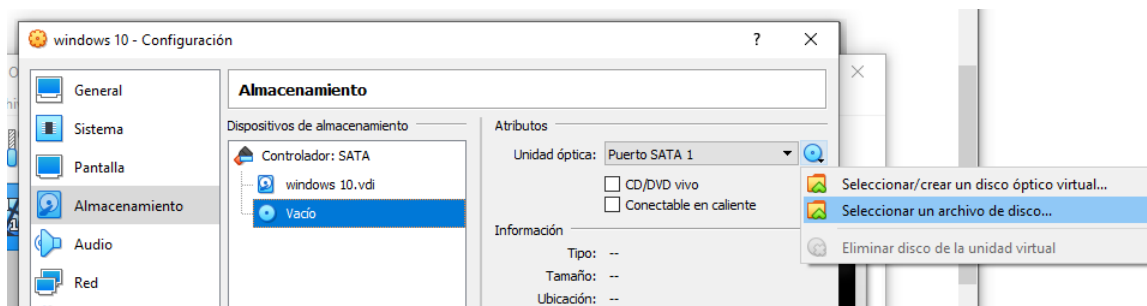 windows 10 - Configuración
?
General
Sistema
Pantalla
Almacenamiento
Audio
Red
Almacenamiento
Dispositivos de almacenamiento
Controlador: SATA
windows 10.vdi
Vacío
Atributos
Unidad óptica: Puerto SATA 1
CD/DVD vivo
Conectable en caliente
Información
Tipo: --
Tamaño: --
Ubicación: --
Seleccionar/crear un disco óptico virtual...
Seleccionar un archivo de disco...
Eliminar disco de la unidad virtual